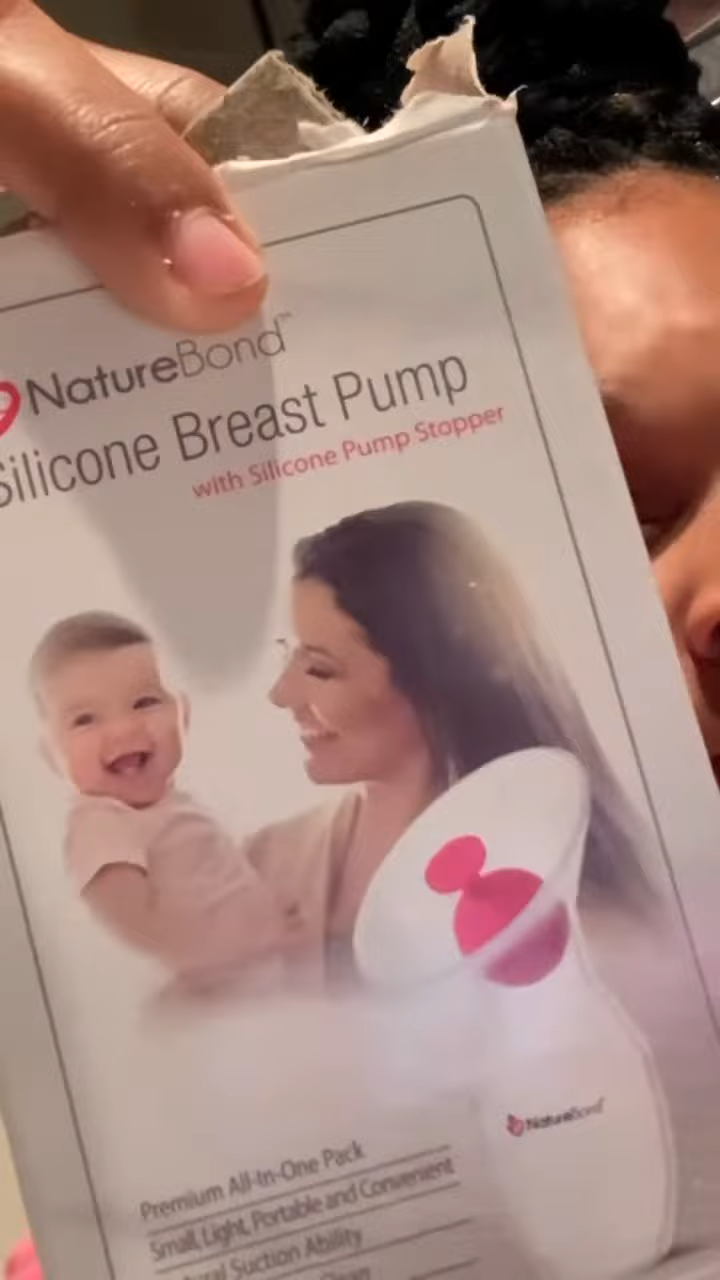 NatureBond™
Silicone Breast Pump
with Silicone Pump Stopper
NatureBond
Premium All-In-One Pack
Small, Light, Portable and Convenient
Suction Ability
Clean